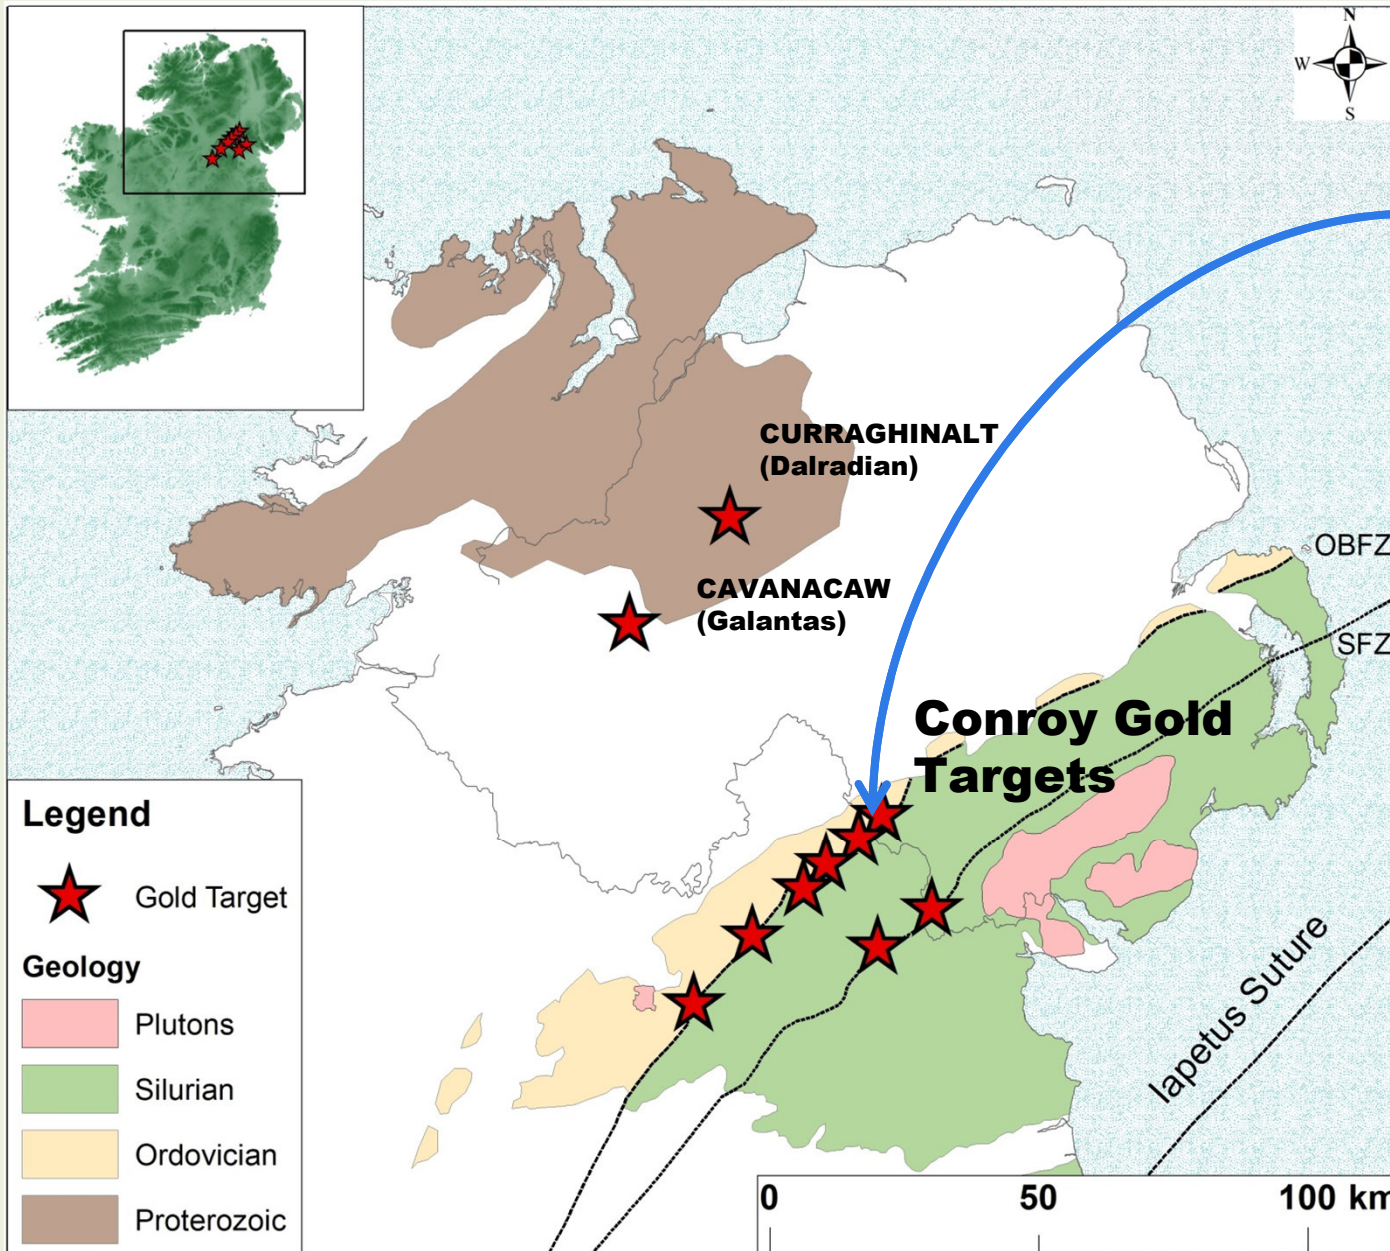 N
W
S
CURRAGHINALT
(Dalradian)
CAVANACAW
(Galantas)
OBFZ
SFZ
Conroy Gold
Targets
Iapetus Suture
Legend
Gold Target
Geology
Plutons
Silurian
Ordovician
Proterozoic
0 50 100 km